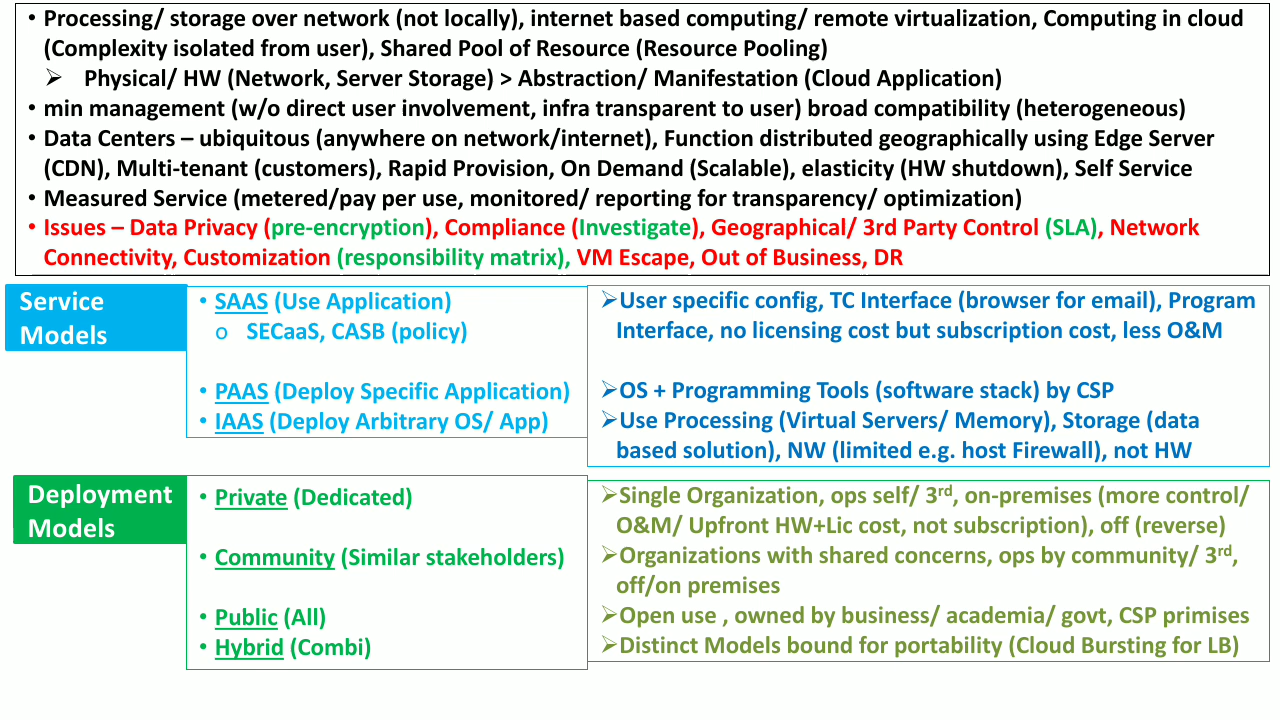 • Processing/ storage over network (not locally), internet based computing/ remote virtualization, Computing in cloud
(Complexity isolated from user), Shared Pool of Resource (Resource Pooling)
➢ Physical/ HW (Network, Server Storage) > Abstraction/ Manifestation (Cloud Application)
• min management (w/o direct user involvement, infra transparent to user) broad compatibility (heterogeneous)
• Data Centers – ubiquitous (anywhere on network/internet), Function distributed geographically using Edge Server
(CDN), Multi-tenant (customers), Rapid Provision, On Demand (Scalable), elasticity (HW shutdown), Self Service
• Measured Service (metered/pay per use, monitored/ reporting for transparency/ optimization)
• Issues – Data Privacy (pre-encryption), Compliance (Investigate), Geographical/ 3rd Party Control (SLA), Network
Connectivity, Customization (responsibility matrix), VM Escape, Out of Business, DR
Service
Models
• SAAS (Use Application)
o SECaaS, CASB (policy)
• PAAS (Deploy Specific Application)
• IAAS (Deploy Arbitrary OS/ App)
➢User specific config, TC Interface (browser for email), Program
Interface, no licensing cost but subscription cost, less O&M
➢OS + Programming Tools (software stack) by CSP
➢Use Processing (Virtual Servers/ Memory), Storage (data
based solution), NW (limited e.g. host Firewall), not HW
Deployment
Models
• Private (Dedicated)
• Community (Similar stakeholders)
• Public (All)
• Hybrid (Combi)
➢Single Organization, ops self/ 3rd, on-premises (more control/
O&M/ Upfront HW+Lic cost, not subscription), off (reverse)
➢Organizations with shared concerns, ops by community/ 3rd,
off/on premises
➢Open use , owned by business/ academia/ govt, CSP primises
➢Distinct Models bound for portability (Cloud Bursting for LB)